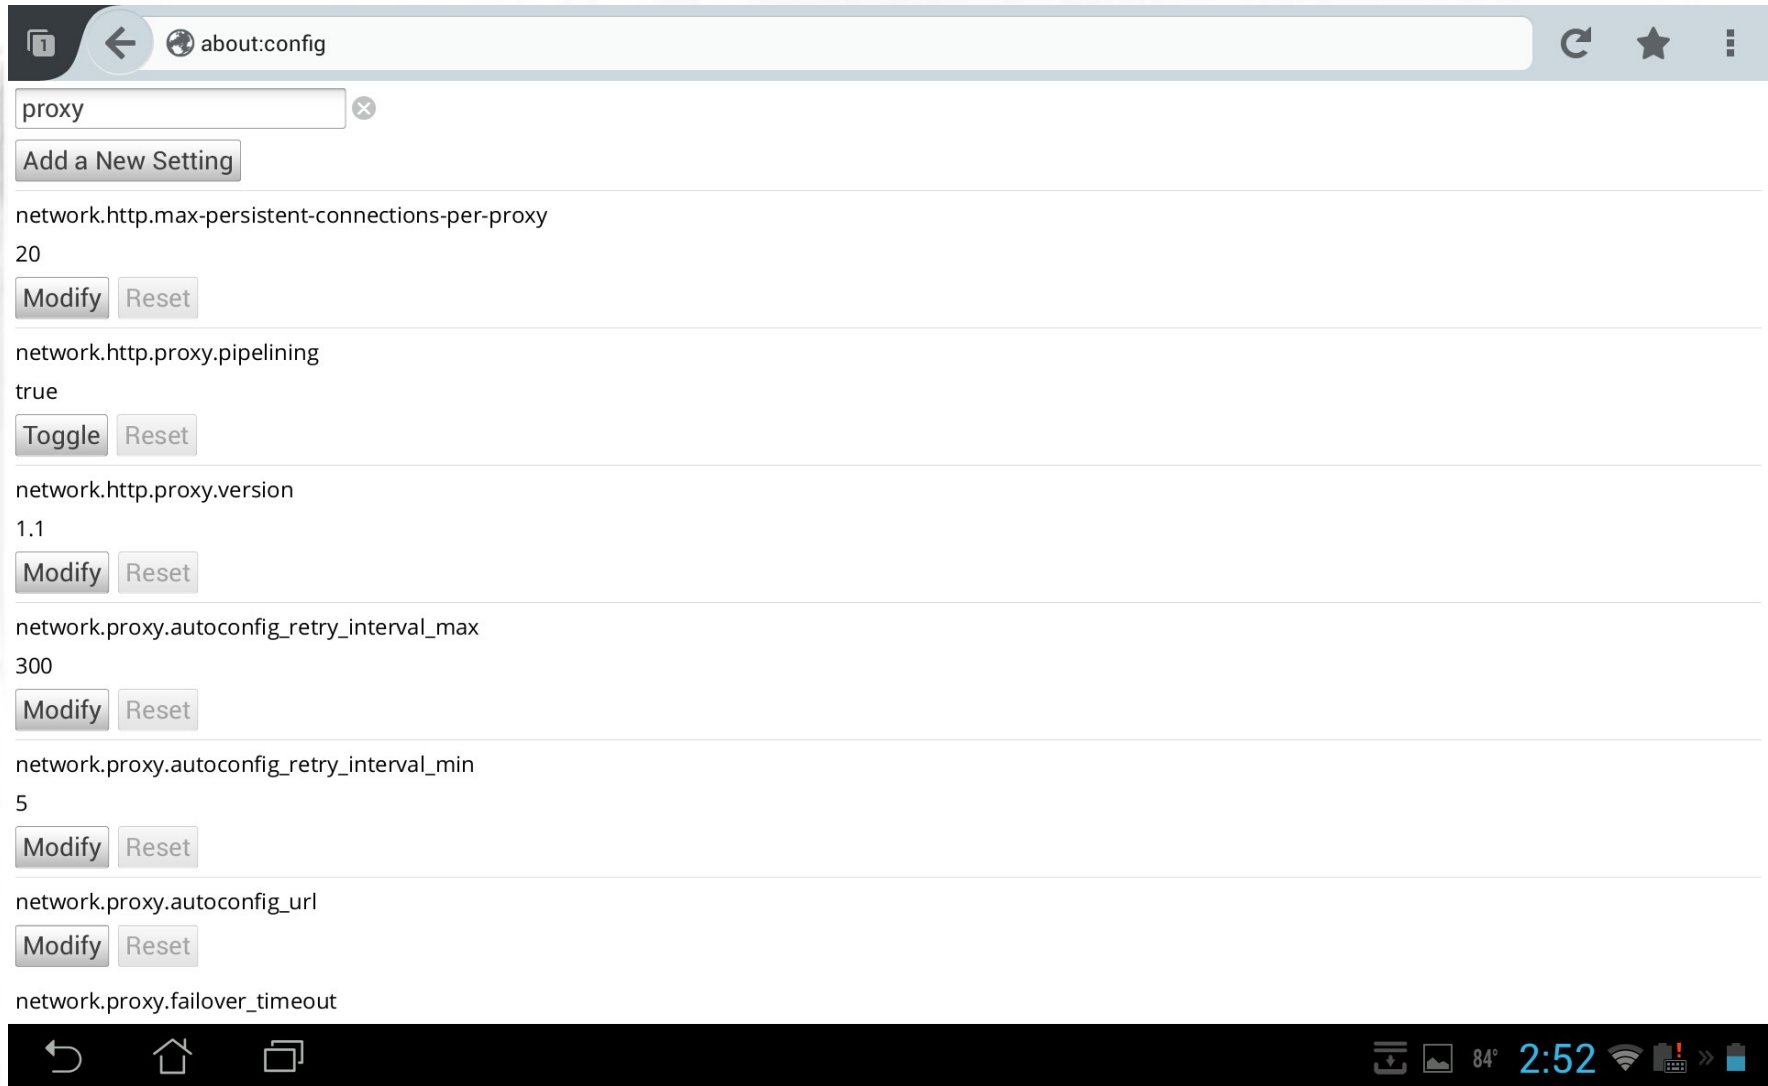 1
about:config
proxy
Add a New Setting
network.http.max-persistent-connections-per-proxy
20
Modify Reset
network.http.proxy.pipelining
true
Toggle Reset
network.http.proxy.version
1.1
Modify Reset
network.proxy.autoconfig_retry_interval_max
300
Modify Reset
network.proxy.autoconfig_retry_interval_min
5
Modify Reset
network.proxy.autoconfig_url
Modify Reset
network.proxy.failover_timeout
84° 2:52 ! »